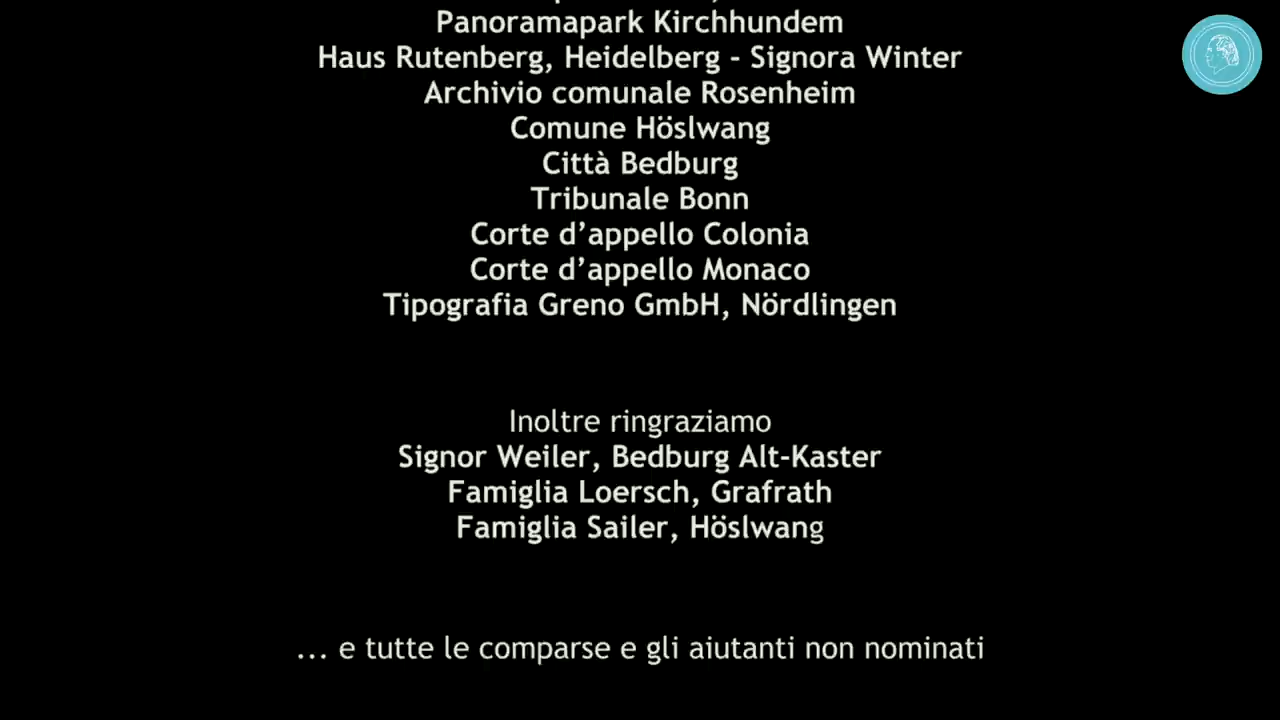 Panoramapark Kirchhundem
Haus Rutenberg, Heidelberg - Signora Winter
Archivio comunale Rosenheim
Comune Höslwang
Città Bedburg
Tribunale Bonn
Corte d’appello Colonia
Corte d’appello Monaco
Tipografia Greno GmbH, Nördlingen
Inoltre ringraziamo
Signor Weiler, Bedburg Alt-Kaster
Famiglia Loersch, Grafrath
Famiglia Sailer, Höslwang
... e tutte le comparse e gli aiutanti non nominati